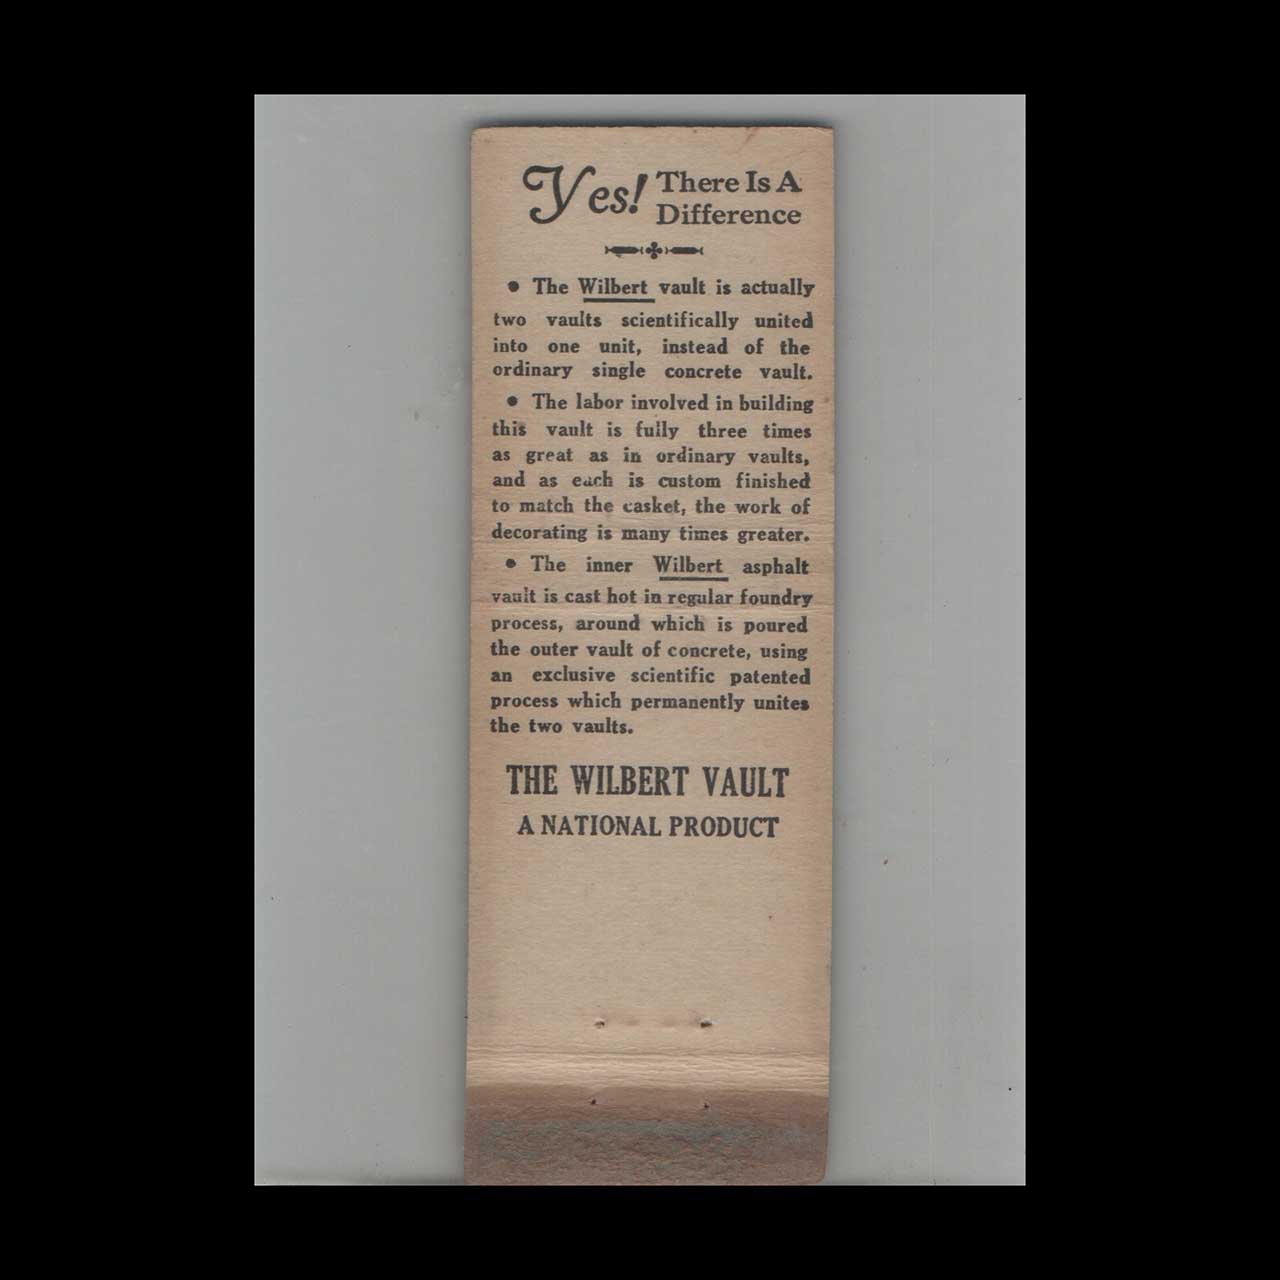 Yes! There Is A
Difference
• The Wilbert vault is actually
two vaults scientifically united
into one unit, instead of the
ordinary single concrete vault.
• The labor involved in building
this vault is fully three times
as great as in ordinary vaults,
and as each is custom finished
to match the casket, the work of
decorating is many times greater.
• The inner Wilbert asphalt
vault is cast hot in regular foundry
process, around which is poured
the outer vault of concrete, using
an exclusive scientific patented
process which permanently unites
the two vaults.
THE WILBERT VAULT
A NATIONAL PRODUCT